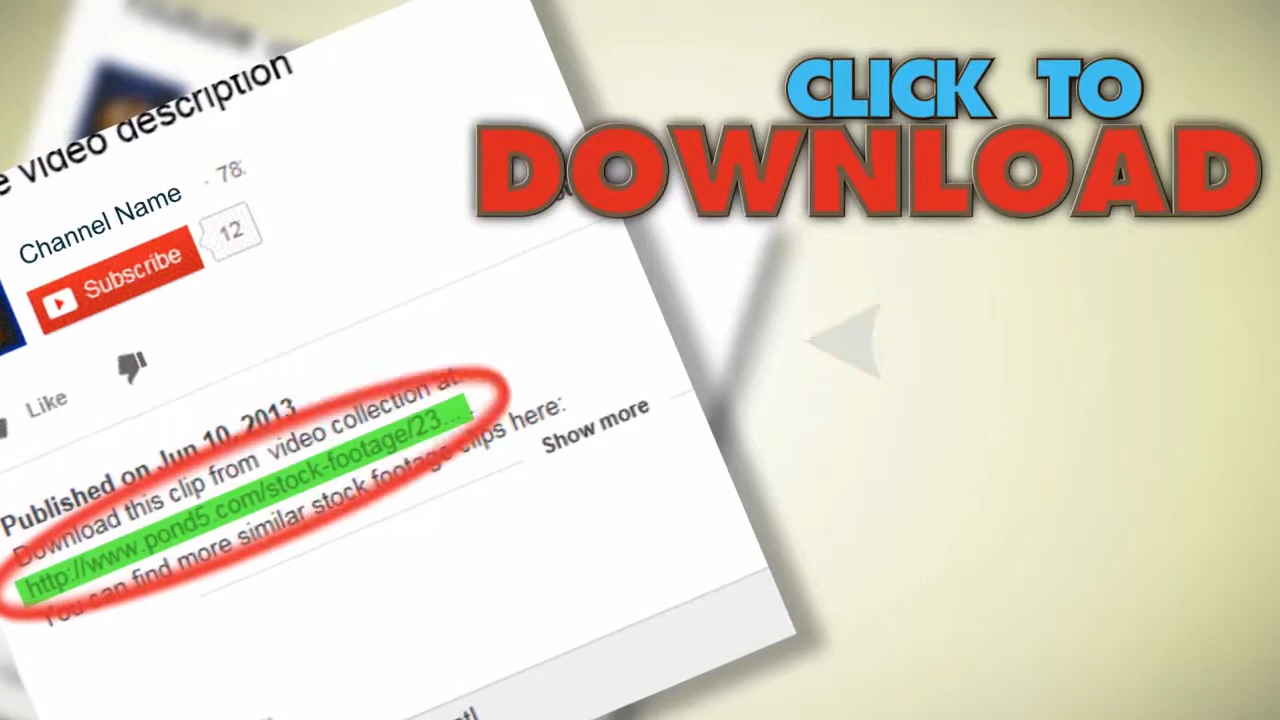 CLICK TO
DOWNLOAD
video description
Channel Name
78
Subscribe
12
Like
Published on Jun 10, 2013
Download this clip from video collection at
http://www.pond5.com/stock-footage/23...
You can find more similar stock footage clips here:
Show more